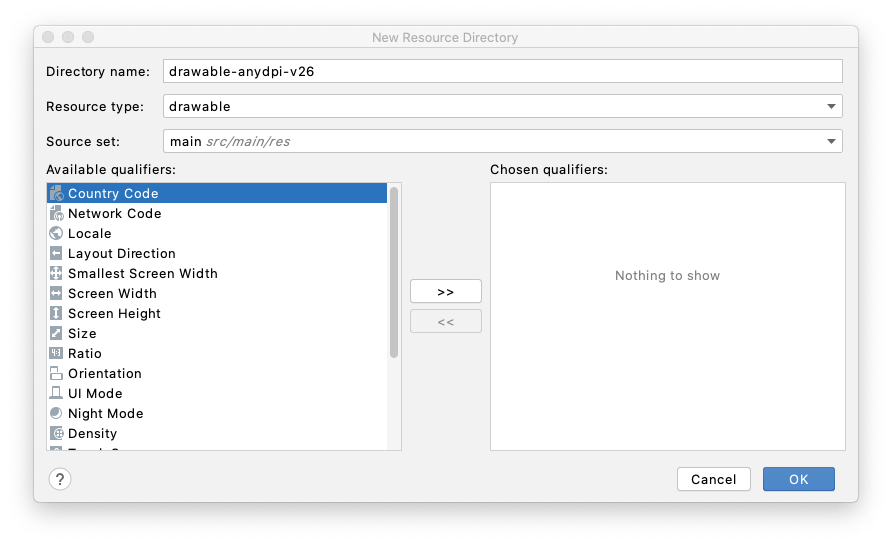 New Resource Directory
Directory name: drawable-anydpi-v26
Resource type: drawable
Source set: main src/main/res
Available qualifiers:
Country Code
Network Code
Locale
Layout Direction
Smallest Screen Width
Screen Width
Screen Height
Size
4:3 Ratio
Orientation
UI Mode
Night Mode
Density
>>
<<
Chosen qualifiers:
Nothing to show
?
Cancel
OK